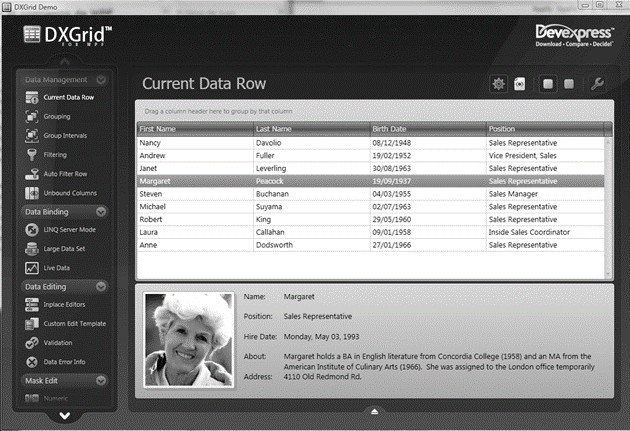 DXGrid Demo
DXGrid™
FOR WPF
DevExpress™
Download • Compare • Decide!™
Data Management
Current Data Row
Grouping
Group Intervals
Filtering
Auto Filter Row
Unbound Columns
Data Binding
LINQ Server Mode
Large Data Set
Live Data
Data Editing
Inplace Editors
Custom Edit Template
Validation
Data Error Info
Mask Edit
Numeric
Current Data Row
Drag a column header here to group by that column
First Name Last Name Birth Date Position
Nancy Davolio 08/12/1948 Sales Representative
Andrew Fuller 19/02/1952 Vice President, Sales
Janet Leverling 30/08/1963 Sales Representative
Margaret Peacock 19/09/1937 Sales Representative
Steven Buchanan 04/03/1955 Sales Manager
Michael Suyama 02/07/1963 Sales Representative
Robert King 29/05/1960 Sales Representative
Laura Callahan 09/01/1958 Inside Sales Coordinator
Anne Dodsworth 27/01/1966 Sales Representative
Name: Margaret
Position: Sales Representative
Hire Date: Monday, May 03, 1993
About: Margaret holds a BA in English literature from Concordia College (1958) and an MA from the
American Institute of Culinary Arts (1966). She was assigned to the London office temporarily
Address: 4110 Old Redmond Rd.